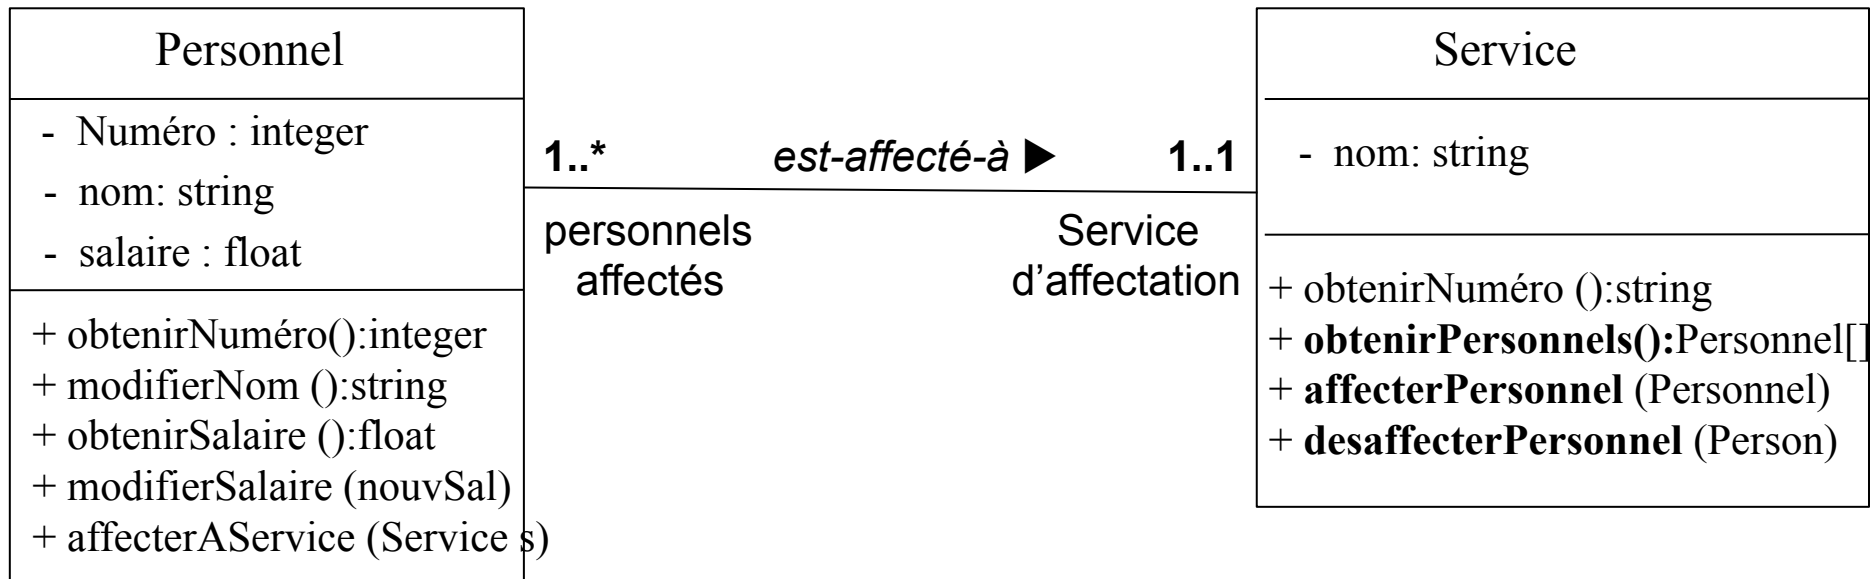 Personnel
- Numéro : integer
- nom: string
- salaire : float
+ obtenirNuméro():integer
+ modifierNom ():string
+ obtenirSalaire ():float
+ modifierSalaire (nouvSal)
+ affecterAService (Service s)
1..* est-affecté-à ▶ 1..1
personnels
affectés
Service
d’affectation
Service
- nom: string
+ obtenirNuméro ():string
+ obtenirPersonnels():Personnel[]
+ affecterPersonnel (Personnel)
+ desaffecterPersonnel (Person)